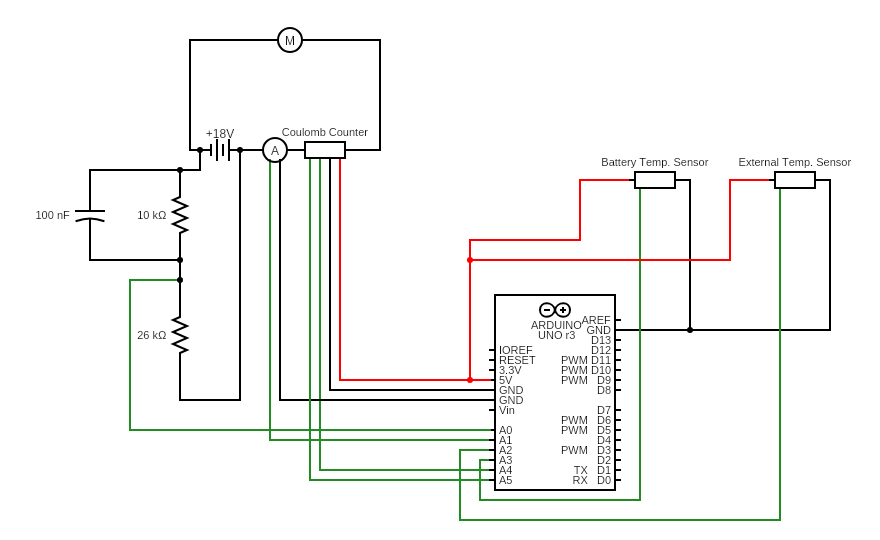 M
+18V
A
Coulomb Counter
Battery Temp. Sensor
External Temp. Sensor
100 nF
10 kΩ
26 kΩ
ARDUINO
UNO r3
IOREF
RESET
3.3V
5V
GND
GND
Vin
A0
A1
A2
A3
A4
A5
AREF
GND
D13
D12
PWM D11
PWM D10
PWM D9
D8
D7
PWM D6
PWM D5
D4
PWM D3
D2
TX D1
RX D0